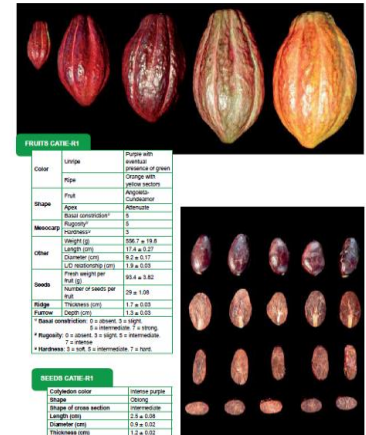 FRUITS CATIE-R1
Color
Unripe
Purple with
eventual
presence of green
Ripe
Orange with
yellow sectors
Shape
Fruit
Angoleta-
Cundeamor
Apex
Attenuate
Basal constrictionᵃ
5
Mesocarp
Rugosityᵇ
5
Hardnessᶜ
3
Other
Weight (g)
556.7 ± 19.8
Length (cm)
17.4 ± 0.27
Diameter (cm)
9.2 ± 0.17
L/D relationship (cm)
1.9 ± 0.03
Seeds
Fresh weight per
fruit (g)
93.4 ± 3.82
Number of seeds per
fruit
29 ± 1.08
Ridge
Thickness (cm)
1.7 ± 0.03
Furrow
Depth (cm)
1.3 ± 0.03
ᵃ Basal constriction: 0 = absent. 3 = slight.
5 = intermediate. 7 = strong.
ᵇ Rugosity: 0 = absent. 3 = slight. 5 = intermediate.
7 = intense
ᶜ Hardness: 3 = soft. 5 = intermediate. 7 = hard.
SEEDS CATIE-R1
Cotyledon color
Intense purple
Shape
Oblong
Shape of cross section
Intermediate
Length (cm)
2.5 ± 0.08
Diameter (cm)
0.9 ± 0.02
Thickness (cm)
1.2 ± 0.02